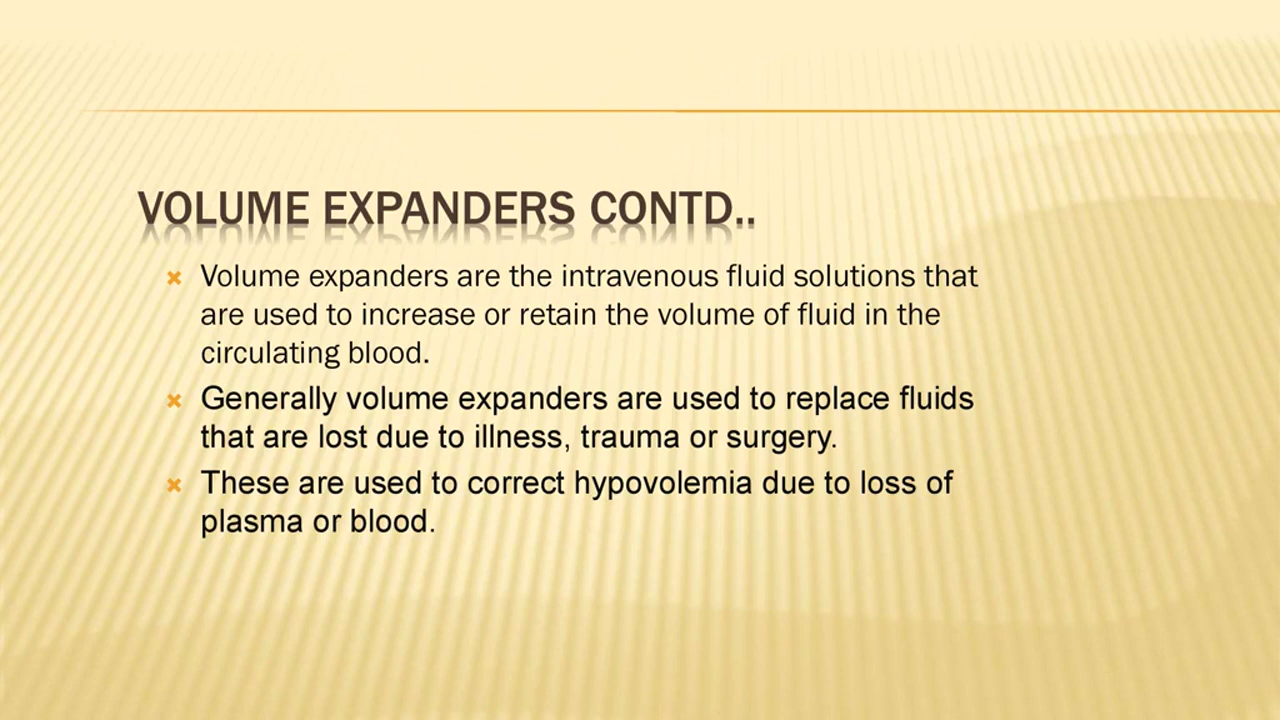 VOLUME EXPANDERS CONTD..
Volume expanders are the intravenous fluid solutions that
are used to increase or retain the volume of fluid in the
circulating blood.
Generally volume expanders are used to replace fluids
that are lost due to illness, trauma or surgery.
These are used to correct hypovolemia due to loss of
plasma or blood.